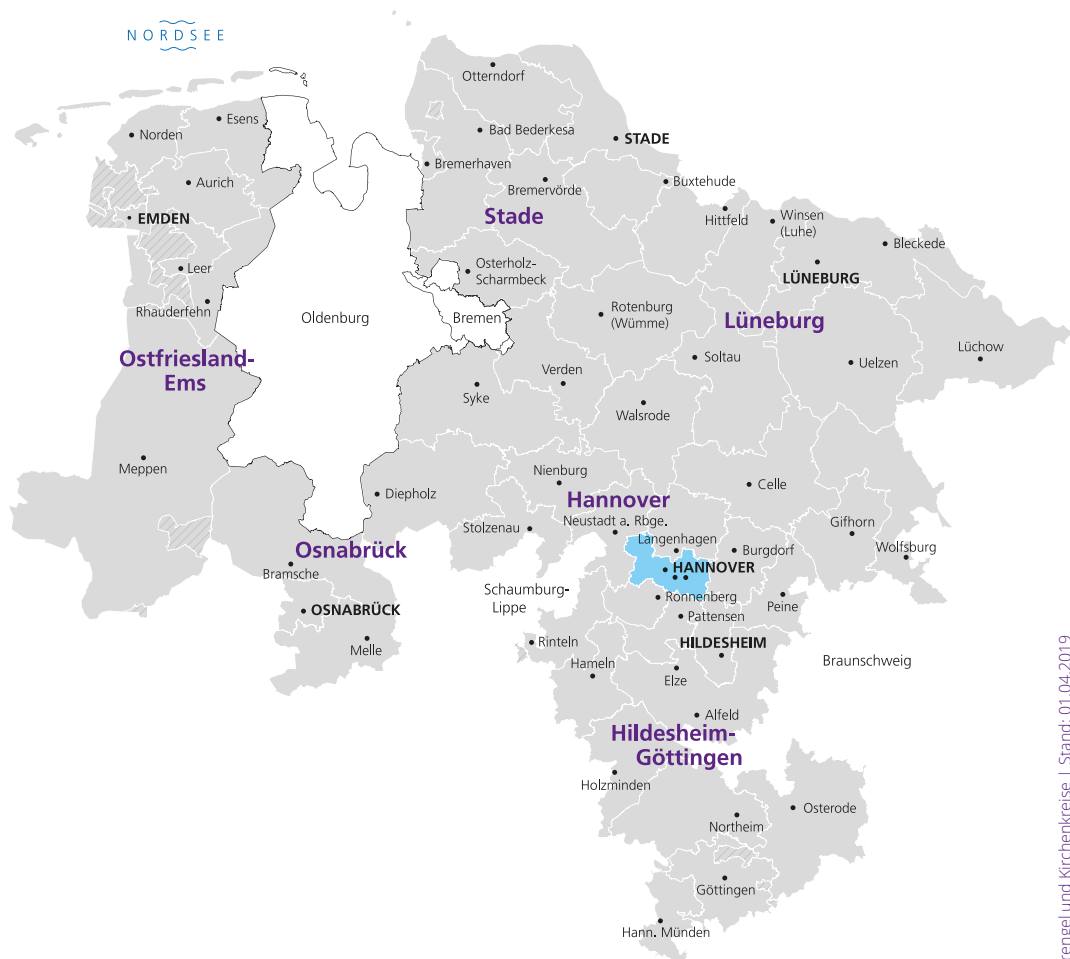 NORDSEE
Otterndorf
Esens
Norden
Bad Bederkesa
STADE
Bremerhaven
Aurich
Bremervörde
Buxtehude
EMDEN
Stade
Hittfeld
Winsen
(Luhe)
Bleckede
Leer
Osterholz-
Scharmbeck
LÜNEBURG
Rhauderfehn
Oldenburg
Bremen
Rotenburg
(Wümme)
Lüneburg
Ostfriesland-
Ems
Soltau
Uelzen
Lüchow
Verden
Syke
Walsrode
Meppen
Nienburg
Celle
Diepholz
Hannover
Stolzenau
Neustadt a. Rbge.
Gifhorn
Langenhagen
Burgdorf
Wolfsburg
Osnabrück
Bramsche
HANNOVER
Schaumburg-
Lippe
Ronnenberg
Peine
OSNABRÜCK
Pattensen
Melle
Rinteln
HILDESHEIM
Hameln
Elze
Braunschweig
Alfeld
Hildesheim-
Göttingen
Holzminden
Osterode
Northeim
Göttingen
Hann. Münden
rengel und Kirchenkreise | Stand: 01.04.2019